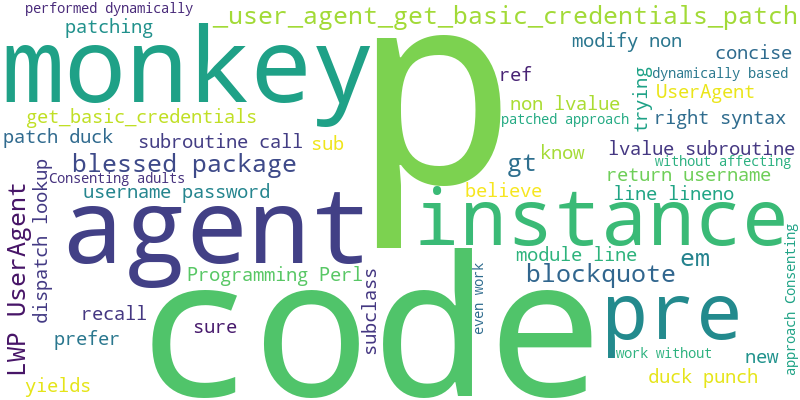 performed dynamically
_user_agent_get_basic_credentials_patch
patching
monkey
p
modify non
concise
ref
dynamically based
trying
UserAgent
non lvalue
get_basic_credentials
patched approach
right syntax
patch duck
subroutine call
sub
know
lvalue subroutine
blessed package
gt
without affecting
Consenting adults
return username
username password
believe
line lineno
dispatch lookup
LWP UserAgent
agent
instance
module line
em
Programming Perl
blockquote
subclass
even work
code
pre
approach Consenting
recall
sure
prefer
work without
new
yields
duck punch